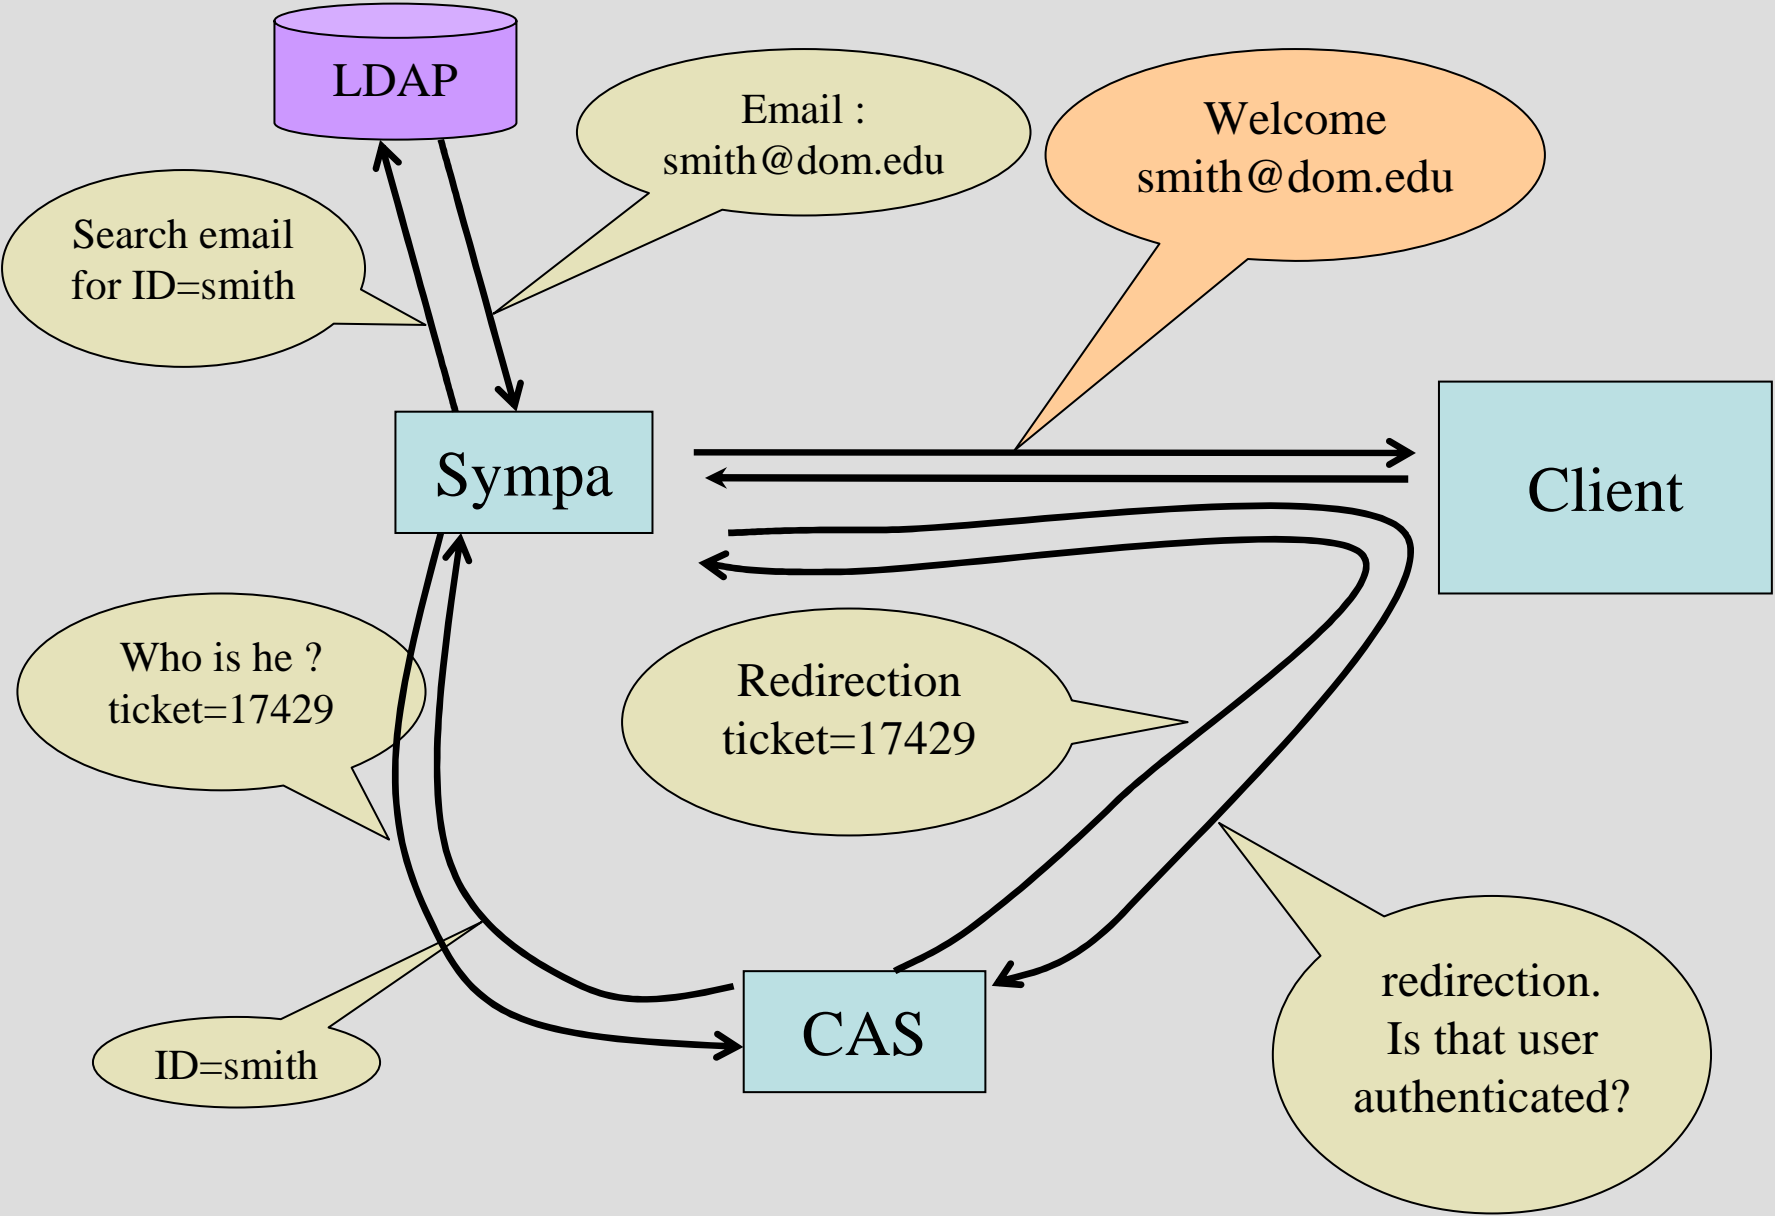 LDAP
Email :
smith@dom.edu
Welcome
smith@dom.edu
Search email
for ID=smith
Sympa
Client
Who is he ?
ticket=17429
Redirection
ticket=17429
redirection.
Is that user
authenticated?
CAS
ID=smith